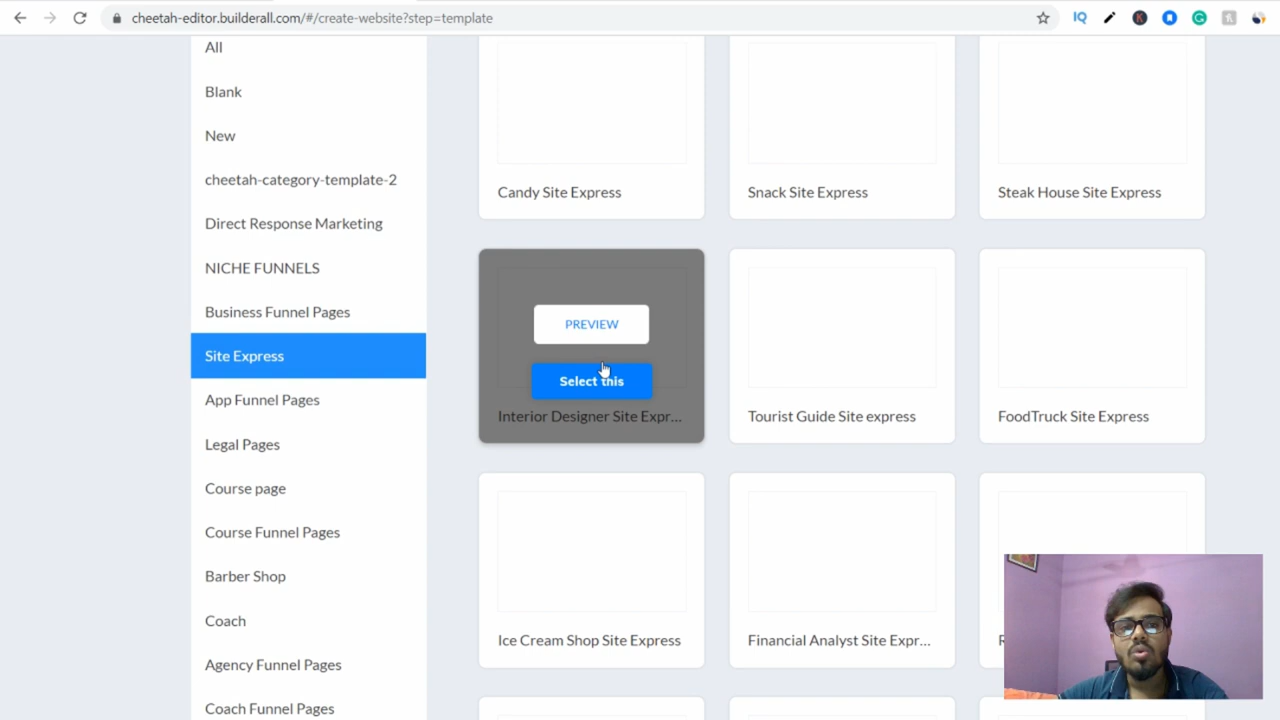 cheetah-editor.builderall.com/#/create-website?step=template
All
Blank
New
cheetah-category-template-2
Direct Response Marketing
NICHE FUNNELS
Business Funnel Pages
Site Express
App Funnel Pages
Legal Pages
Course page
Course Funnel Pages
Barber Shop
Coach
Agency Funnel Pages
Coach Funnel Pages
Candy Site Express
Snack Site Express
Steak House Site Express
PREVIEW
Select this
Interior Designer Site Expr...
Tourist Guide Site express
FoodTruck Site Express
Ice Cream Shop Site Express
Financial Analyst Site Expr...